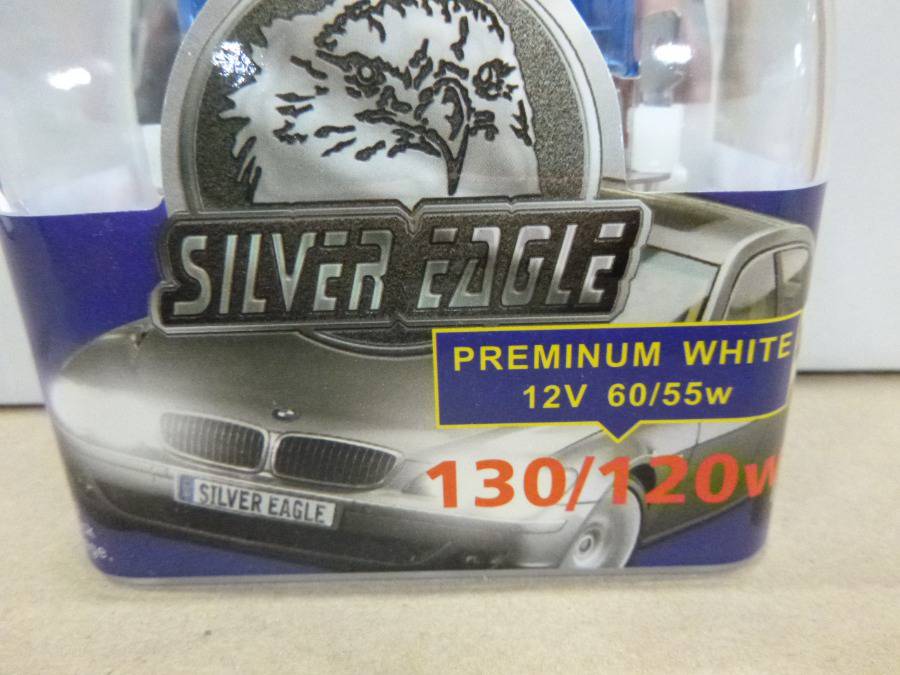 SILVER EAGLE
PREMINUM WHITE
12V 60/55w
130/120w
SILVER EAGLE